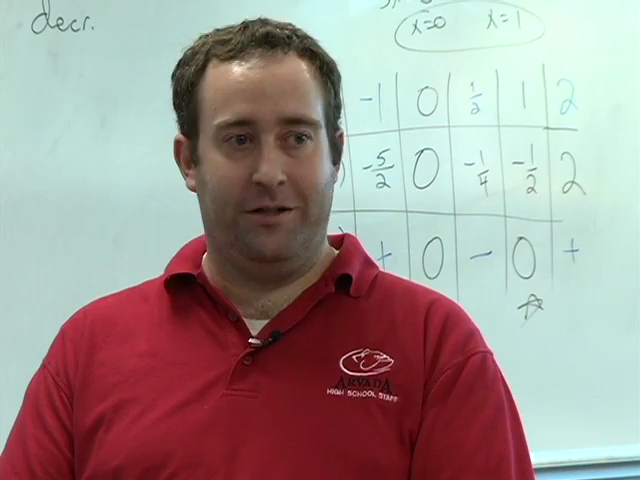 decr.
x=0 x=1
-1 0 1/2 1 2
-5/2 0 -1/4 -1/2 2
+ 0 - 0 +
ARVADA
HIGH SCHOOL STAFF